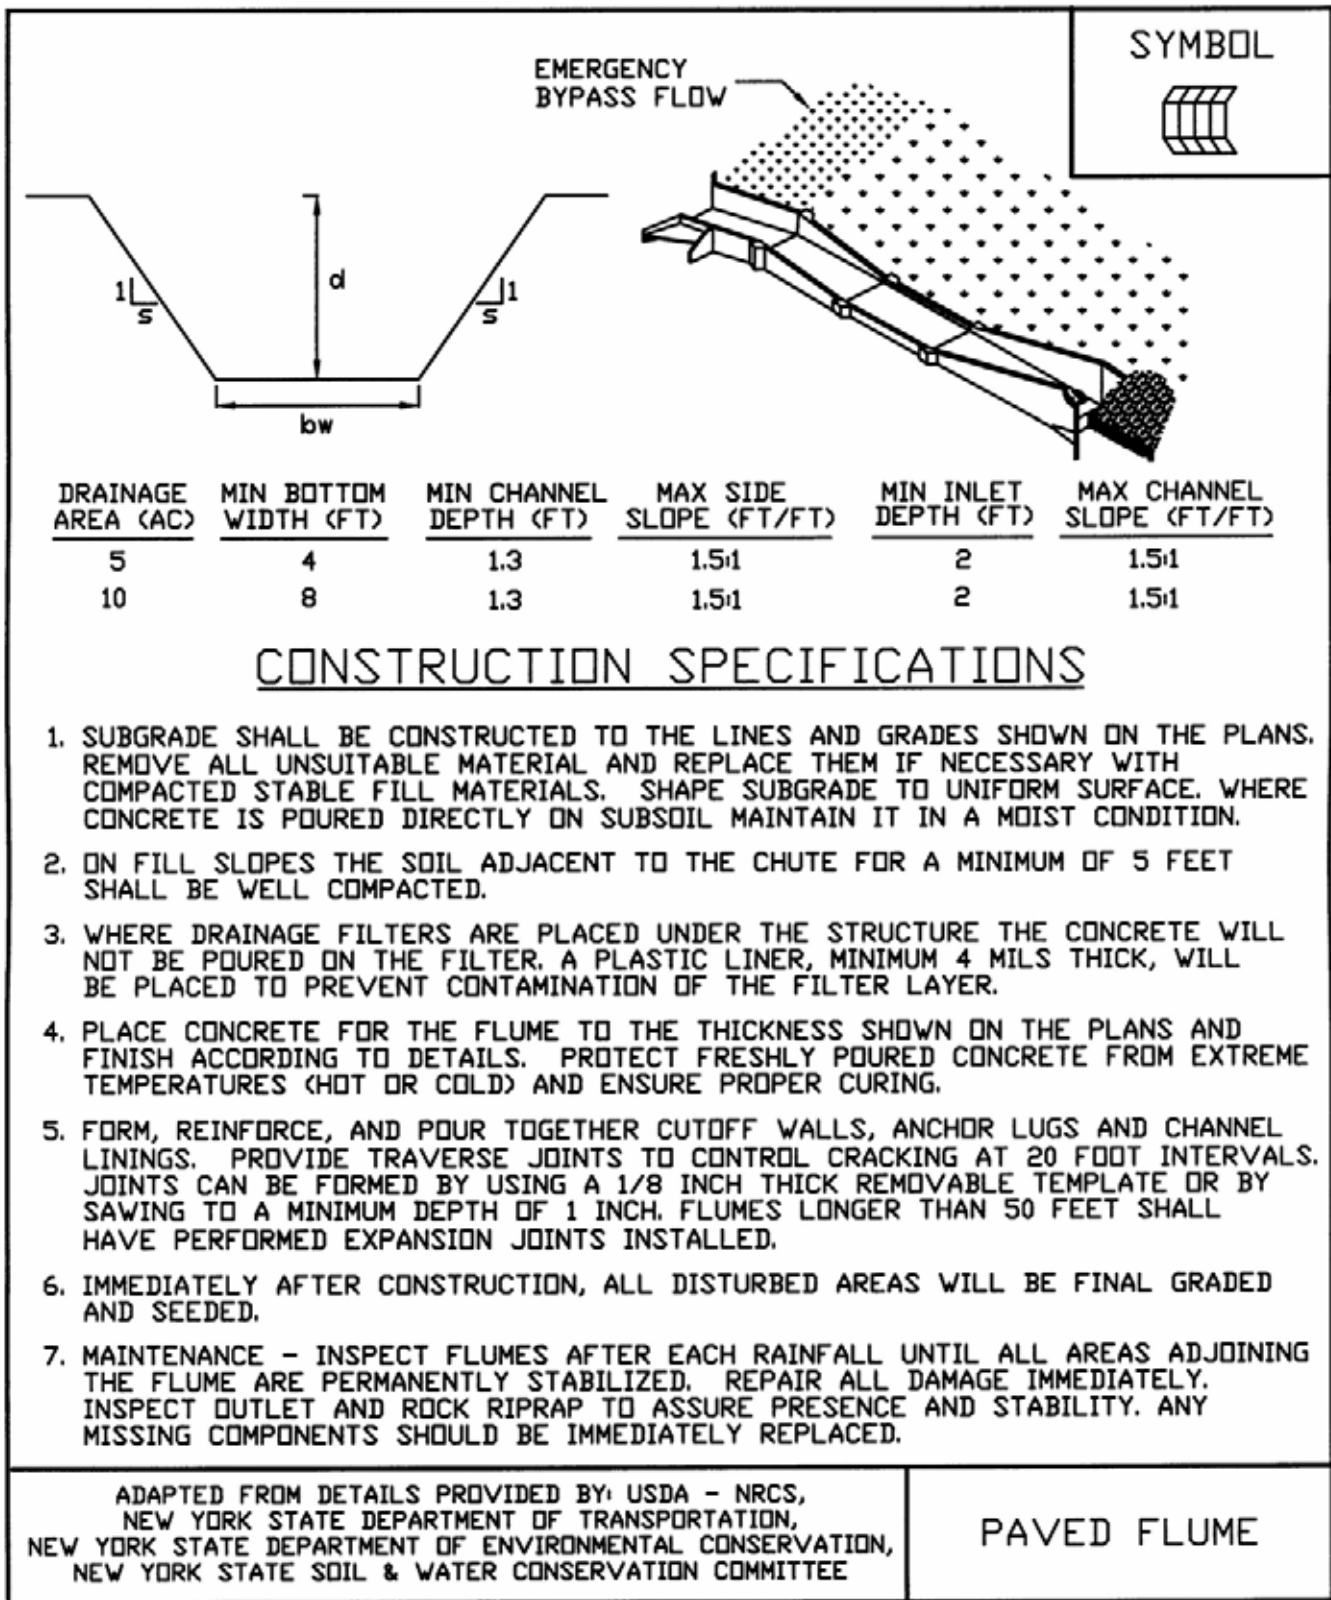 SYMBOL
EMERGENCY
BYPASS FLOW
1
s
d
1
s
bw
DRAINAGE AREA (AC) MIN BOTTOM WIDTH (FT) MIN CHANNEL DEPTH (FT) MAX SIDE SLOPE (FT/FT) MIN INLET DEPTH (FT) MAX CHANNEL SLOPE (FT/FT)
5 4 1.3 1.5:1 2 1.5:1
10 8 1.3 1.5:1 2 1.5:1
CONSTRUCTION SPECIFICATIONS
1. SUBGRADE SHALL BE CONSTRUCTED TO THE LINES AND GRADES SHOWN ON THE PLANS.
REMOVE ALL UNSUITABLE MATERIAL AND REPLACE THEM IF NECESSARY WITH
COMPACTED STABLE FILL MATERIALS. SHAPE SUBGRADE TO UNIFORM SURFACE. WHERE
CONCRETE IS POURED DIRECTLY ON SUBSOIL MAINTAIN IT IN A MOIST CONDITION.
2. ON FILL SLOPES THE SOIL ADJACENT TO THE CHUTE FOR A MINIMUM OF 5 FEET
SHALL BE WELL COMPACTED.
3. WHERE DRAINAGE FILTERS ARE PLACED UNDER THE STRUCTURE THE CONCRETE WILL
NOT BE POURED ON THE FILTER. A PLASTIC LINER, MINIMUM 4 MILS THICK, WILL
BE PLACED TO PREVENT CONTAMINATION OF THE FILTER LAYER.
4. PLACE CONCRETE FOR THE FLUME TO THE THICKNESS SHOWN ON THE PLANS AND
FINISH ACCORDING TO DETAILS. PROTECT FRESHLY POURED CONCRETE FROM EXTREME
TEMPERATURES (HOT OR COLD) AND ENSURE PROPER CURING.
5. FORM, REINFORCE, AND POUR TOGETHER CUTOFF WALLS, ANCHOR LUGS AND CHANNEL
LININGS. PROVIDE TRAVERSE JOINTS TO CONTROL CRACKING AT 20 FOOT INTERVALS.
JOINTS CAN BE FORMED BY USING A 1/8 INCH THICK REMOVABLE TEMPLATE OR BY
SAWING TO A MINIMUM DEPTH OF 1 INCH. FLUMES LONGER THAN 50 FEET SHALL
HAVE PERFORMED EXPANSION JOINTS INSTALLED.
6. IMMEDIATELY AFTER CONSTRUCTION, ALL DISTURBED AREAS WILL BE FINAL GRADED
AND SEEDED.
7. MAINTENANCE - INSPECT FLUMES AFTER EACH RAINFALL UNTIL ALL AREAS ADJOINING
THE FLUME ARE PERMANENTLY STABILIZED. REPAIR ALL DAMAGE IMMEDIATELY.
INSPECT OUTLET AND ROCK RIPRAP TO ASSURE PRESENCE AND STABILITY. ANY
MISSING COMPONENTS SHOULD BE IMMEDIATELY REPLACED.
ADAPTED FROM DETAILS PROVIDED BY: USDA - NRCS,
NEW YORK STATE DEPARTMENT OF TRANSPORTATION,
NEW YORK STATE DEPARTMENT OF ENVIRONMENTAL CONSERVATION,
NEW YORK STATE SOIL & WATER CONSERVATION COMMITTEE
PAVED FLUME